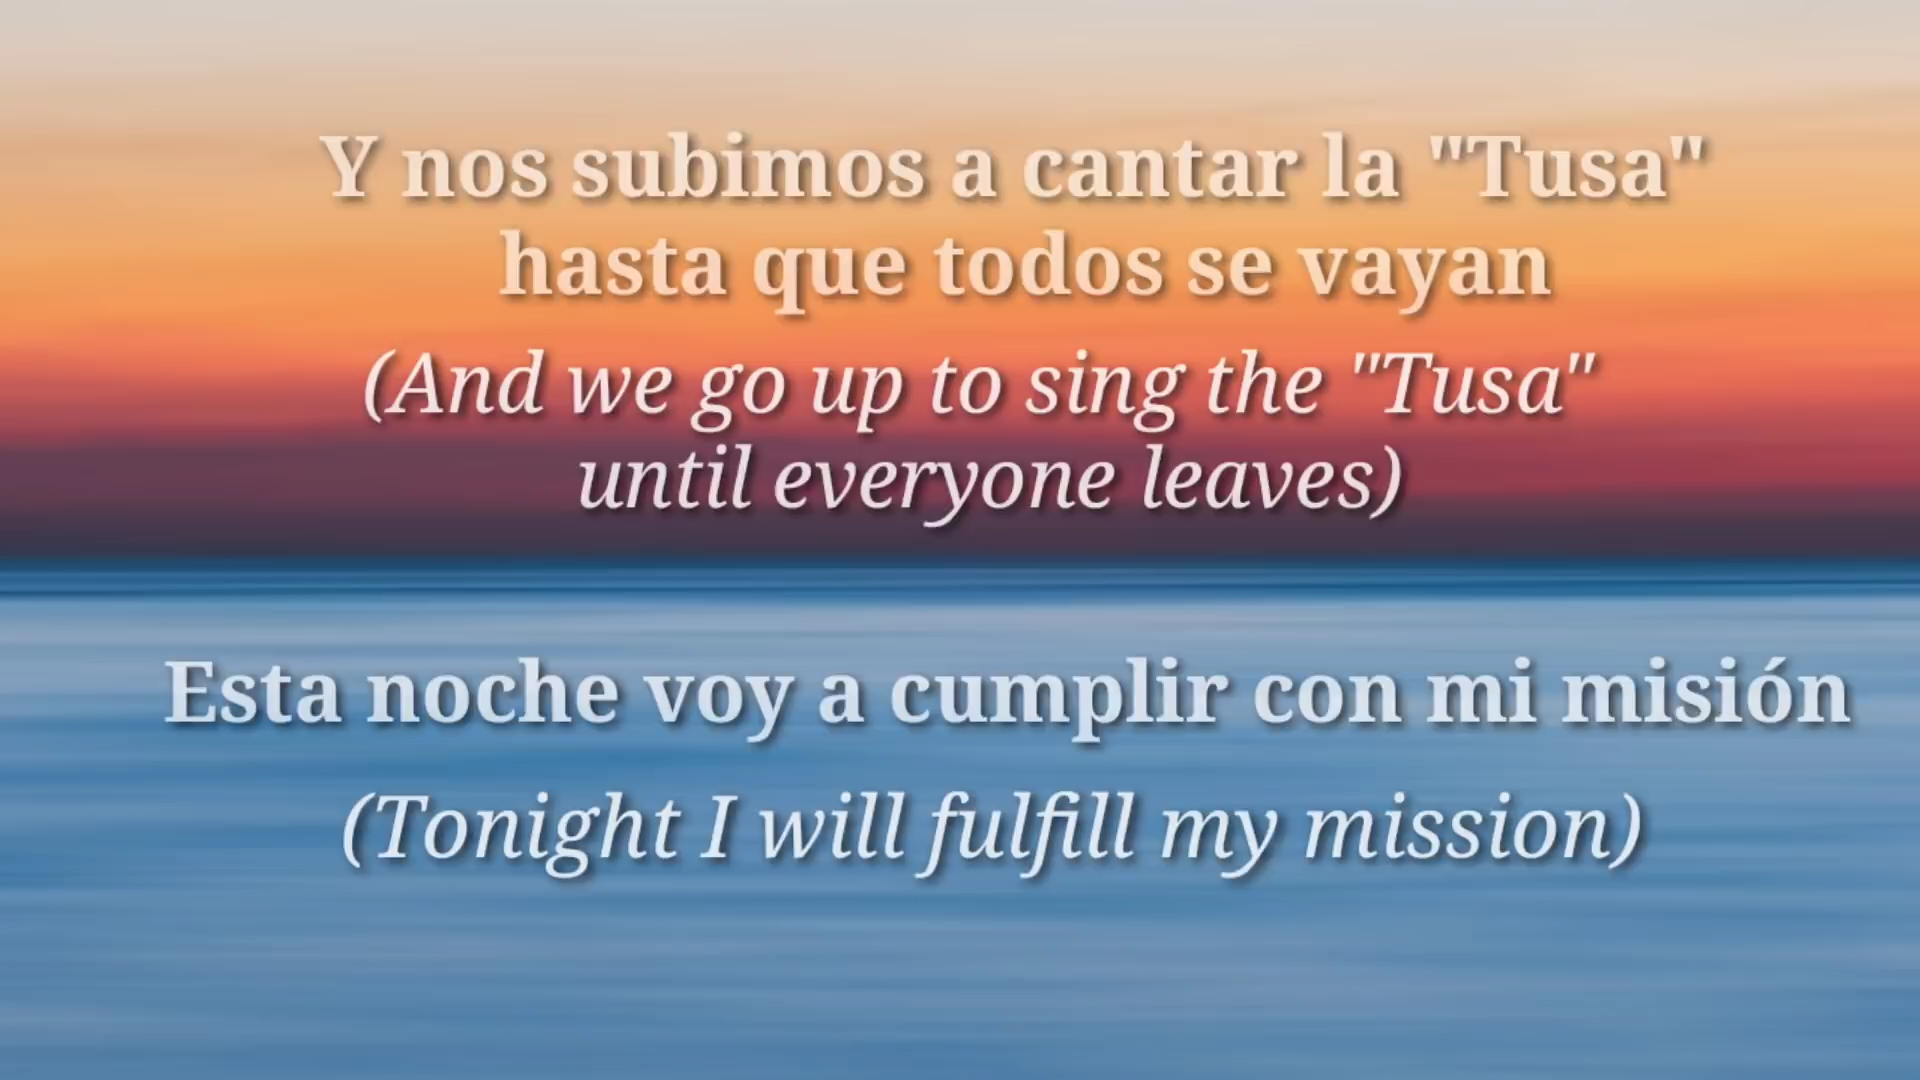 Y nos subimos a cantar la "Tusa"
hasta que todos se vayan
(And we go up to sing the "Tusa"
until everyone leaves)
Esta noche voy a cumplir con mi misión
(Tonight I will fulfill my mission)